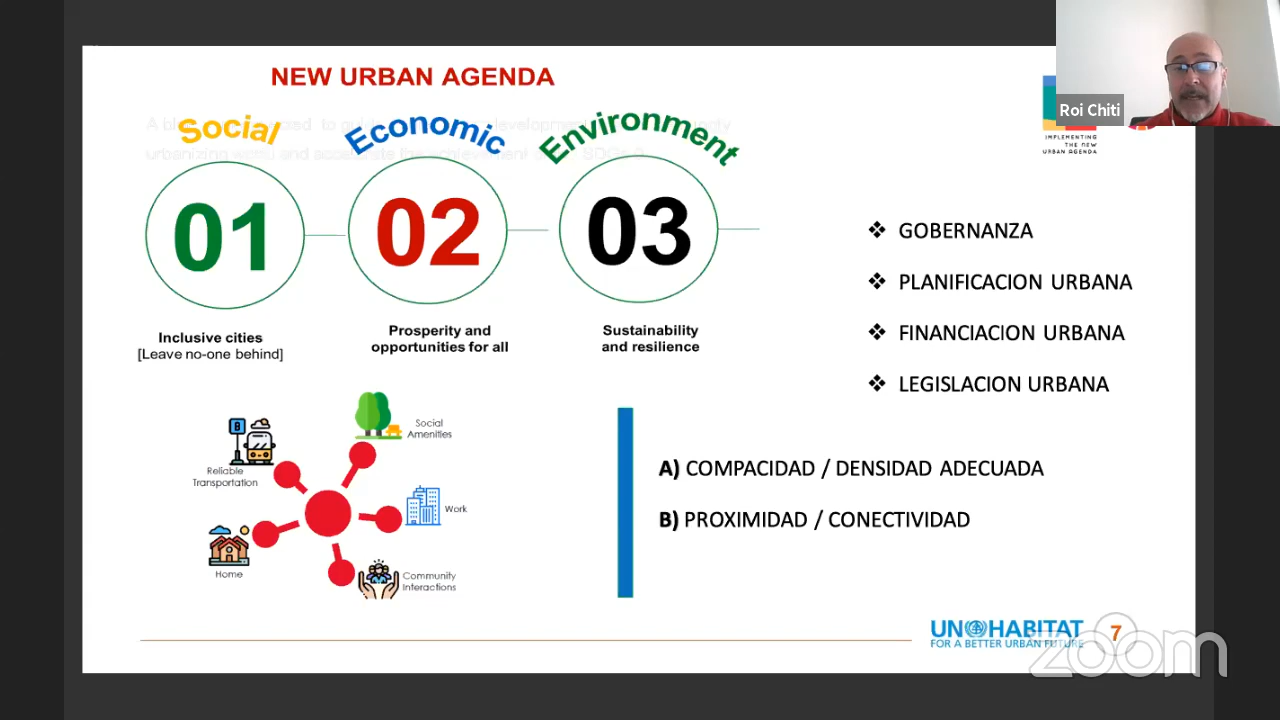 NEW URBAN AGENDA
Social
Economic
Environment
01
02
03
Inclusive cities
[Leave no-one behind]
Prosperity and
opportunities for all
Sustainability
and resilience
Roi Chiti
IMPLEMENTING
THE NEW
URBAN AGENDA
❖ GOBERNANZA
❖ PLANIFICACION URBANA
❖ FINANCIACION URBANA
❖ LEGISLACION URBANA
Social
Amenities
B
Reliable
Transportation
Work
Home
Community
Interactions
A) COMPACIDAD / DENSIDAD ADECUADA
B) PROXIMIDAD / CONECTIVIDAD
UN HABITAT
FOR A BETTER URBAN FUTURE
7
zoom